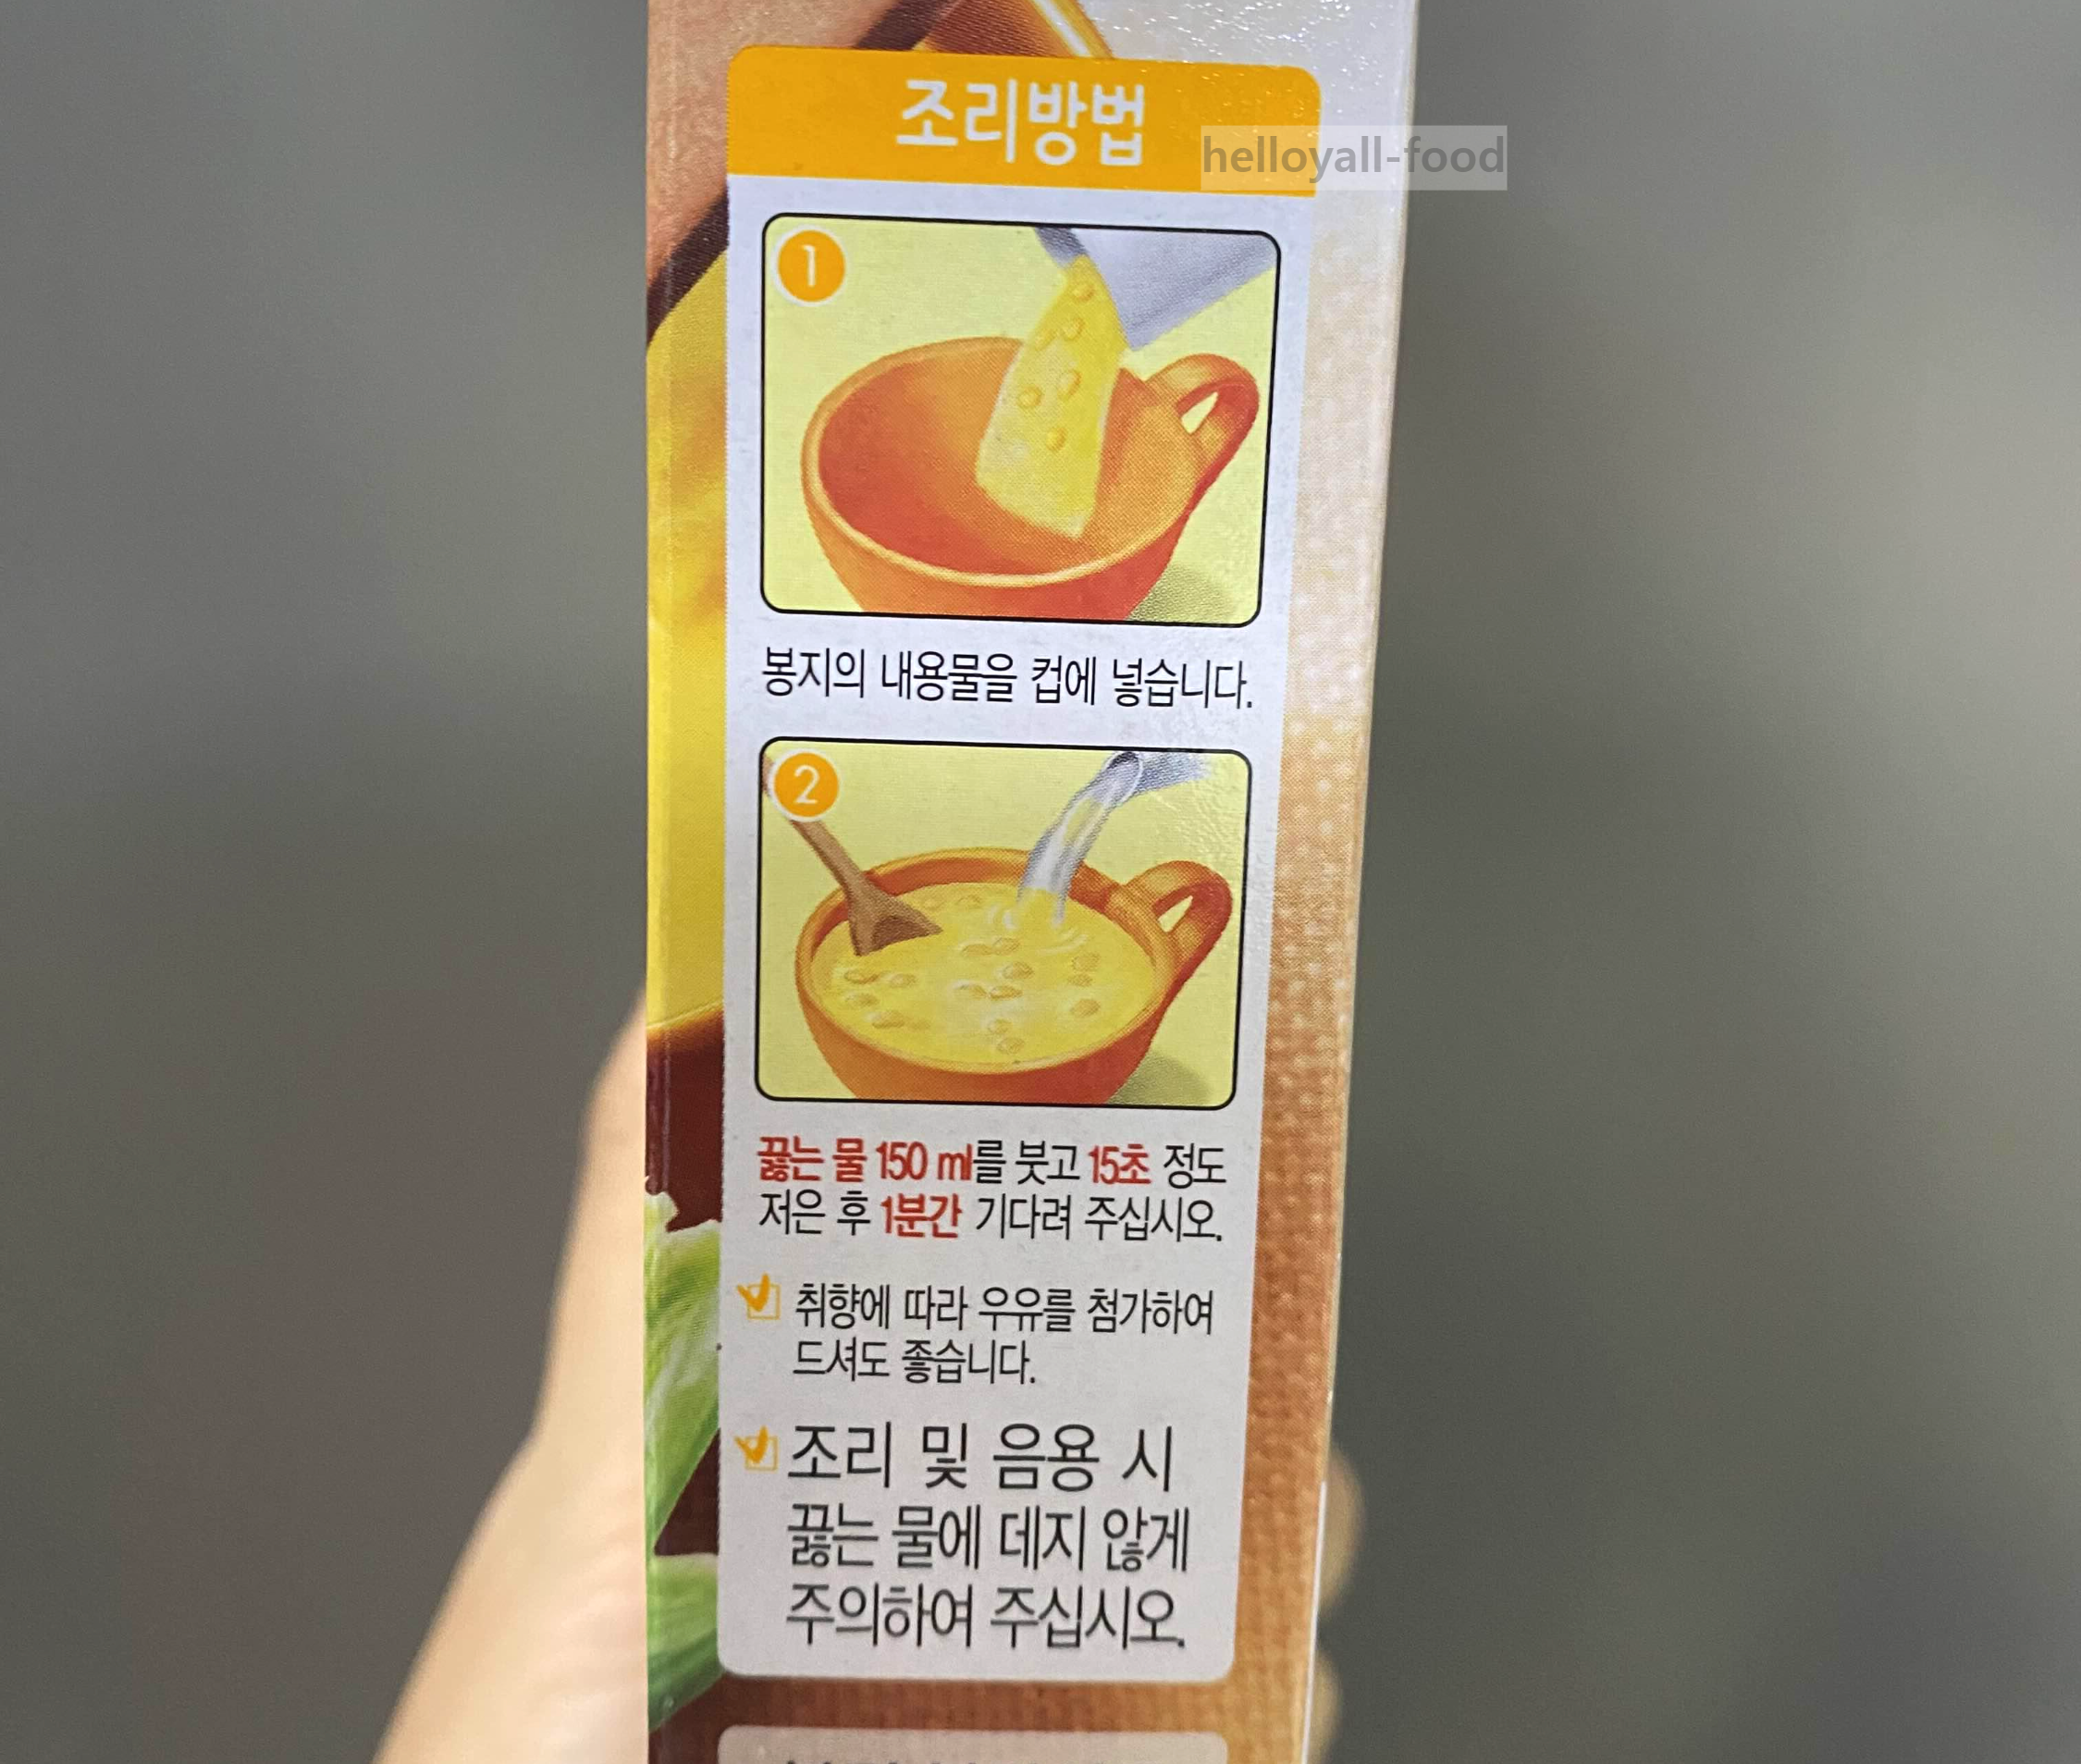 조리방법
helloyall-food
1
봉지의 내용물을 컵에 넣습니다.
2
끓는 물 150 ml를 붓고 15초 정도
저은 후 1분간 기다려 주십시오.
취향에 따라 우유를 첨가하여
드셔도 좋습니다.
조리 및 음용 시
끓는 물에 데지 않게
주의하여 주십시오.